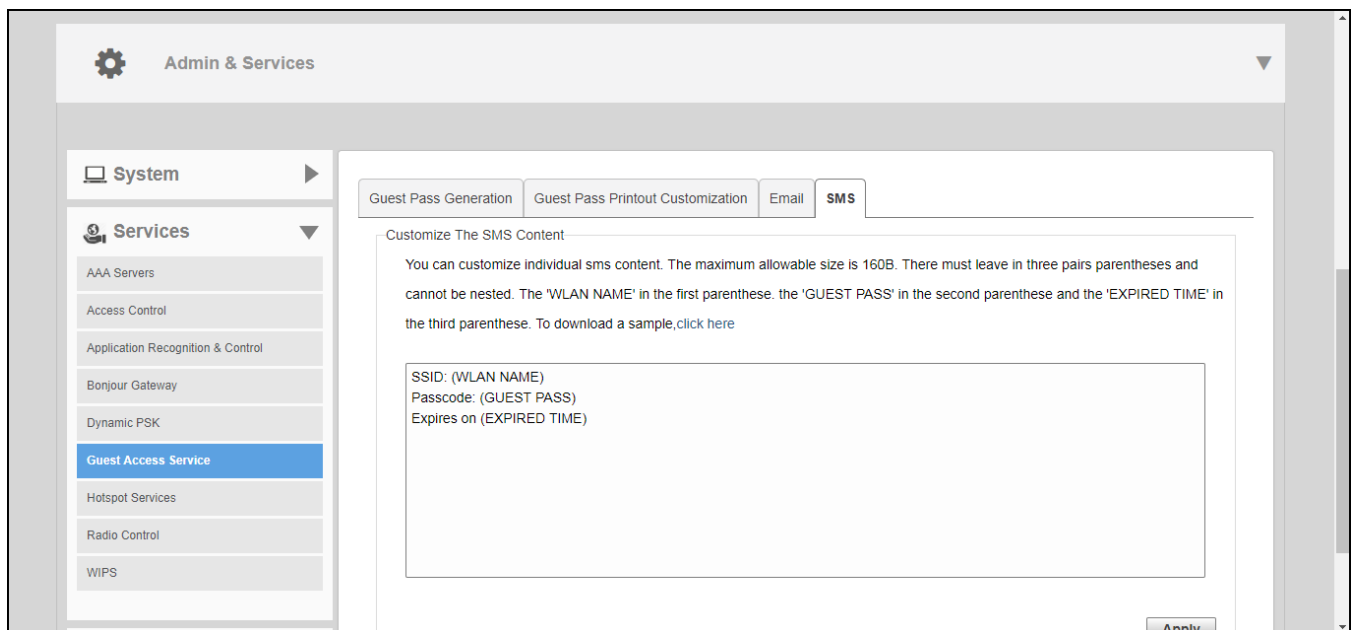 Admin & Services
System
Services
AAA Servers
Access Control
Application Recognition & Control
Bonjour Gateway
Dynamic PSK
Guest Access Service
Hotspot Services
Radio Control
WIPS
Guest Pass Generation Guest Pass Printout Customization Email SMS
Customize The SMS Content
You can customize individual sms content. The maximum allowable size is 160B. There must leave in three pairs parentheses and
cannot be nested. The 'WLAN NAME' in the first parenthese. the 'GUEST PASS' in the second parenthese and the 'EXPIRED TIME' in
the third parenthese. To download a sample,click here
SSID: (WLAN NAME)
Passcode: (GUEST PASS)
Expires on (EXPIRED TIME)
Apply